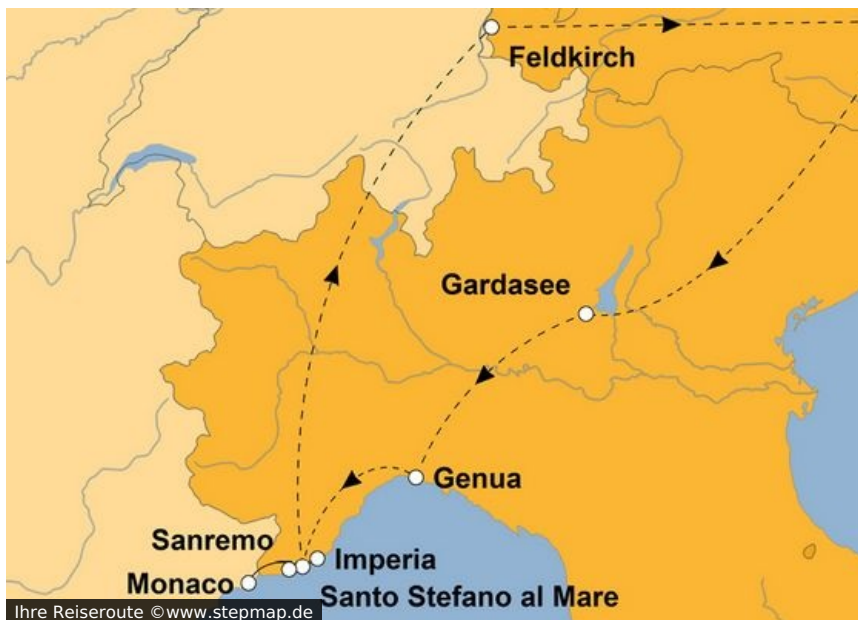 Feldkirch
Gardasee
Genua
Sanremo
Imperia
Monaco
Santo Stefano al Mare
Ihre Reiseroute ©www.stepmap.de